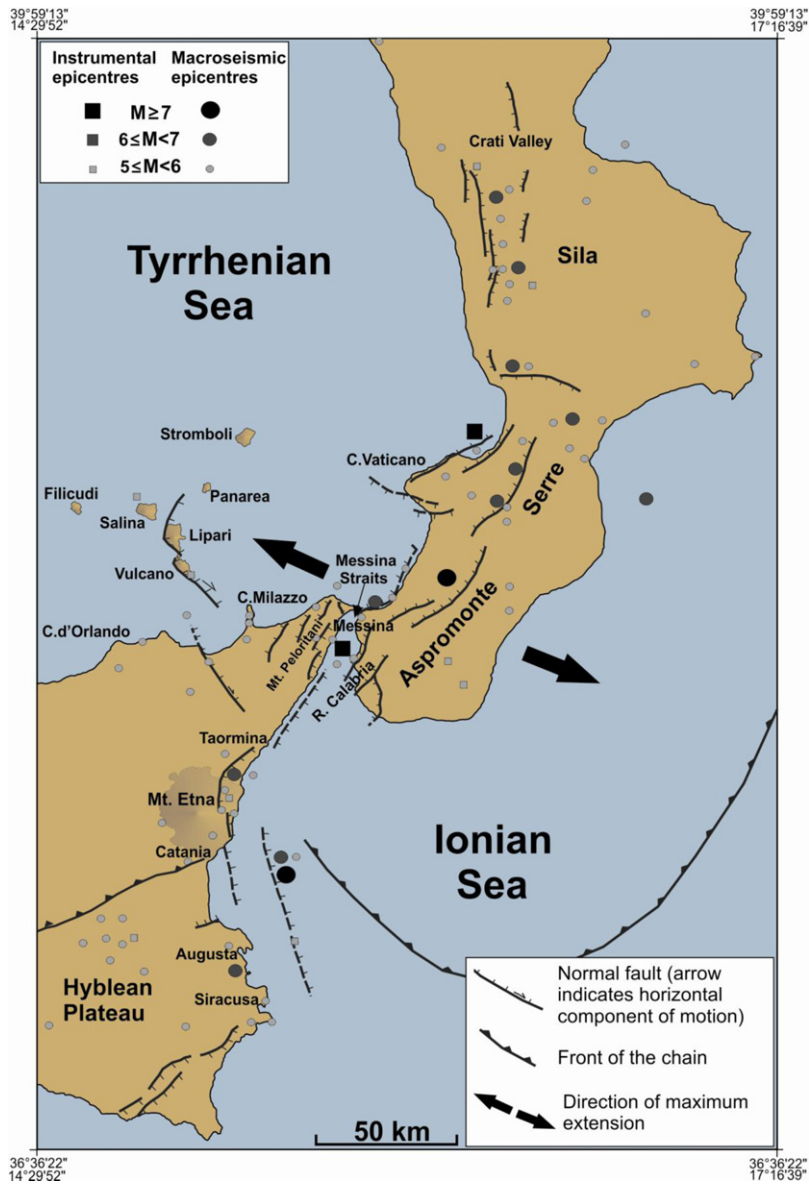 39°59'13"
14°29'52"
39°59'13"
17°16'39"
Instrumental epicentres
Macroseismic epicentres
M ≥ 7
6≤M<7
5≤M<6
Crati Valley
Tyrrhenian
Sea
Sila
Stromboli
C.Vaticano
Filicudi
Panarea
Salina
Serre
Lipari
Vulcano
Messina
Straits
C.Milazzo
C.d'Orlando
Messina
Mt. Peloritani
Aspromonte
R. Calabria
Taormina
Mt. Etna
Ionian
Sea
Catania
Augusta
Hyblean
Plateau
Siracusa
Normal fault (arrow
indicates horizontal
component of motion)
Front of the chain
Direction of maximum
extension
50 km
36°36'22"
14°29'52"
36°36'22"
17°16'39"